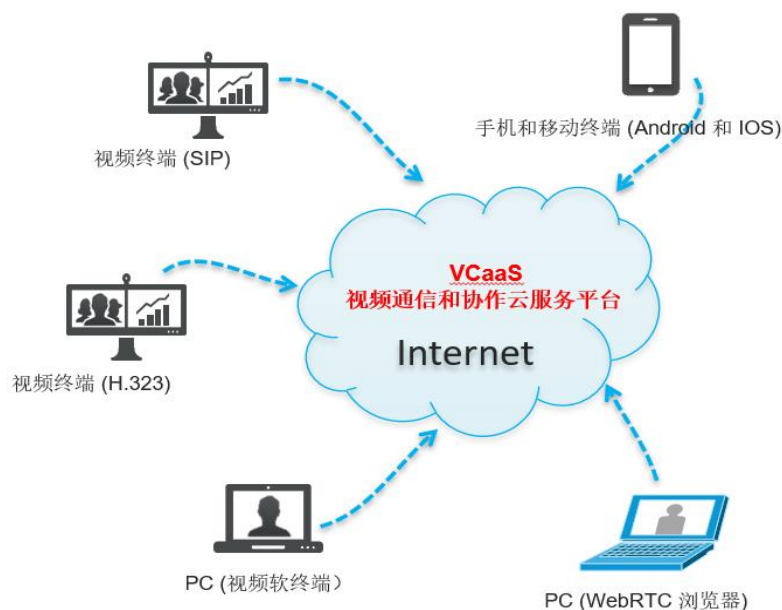 手机和移动终端 (Android 和 IOS)
视频终端 (SIP)
VCaaS
视频通信和协作云服务平台
Internet
视频终端 (H.323)
PC (视频软终端）
PC (WebRTC 浏览器)